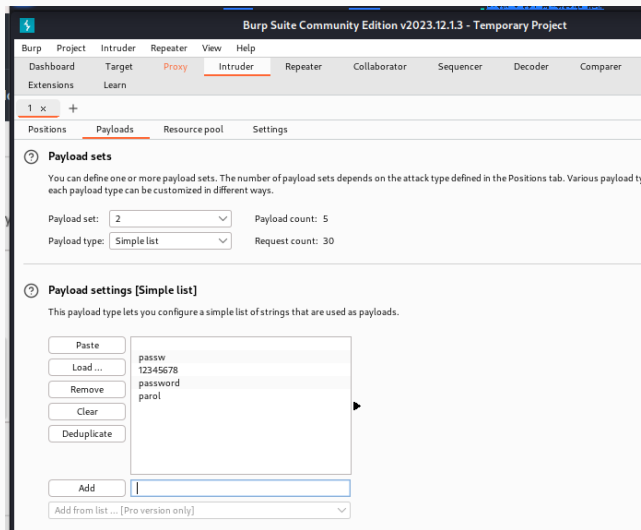 Burp Suite Community Edition v2023.12.1.3 - Temporary Project
Burp Project Intruder Repeater View Help
Dashboard Target Proxy Intruder Repeater Collaborator Sequencer Decoder Comparer
Extensions Learn
1 × +
Positions Payloads Resource pool Settings
? Payload sets
You can define one or more payload sets. The number of payload sets depends on the attack type defined in the Positions tab. Various payload ty
each payload type can be customized in different ways.
Payload set: 2 Payload count: 5
Payload type: Simple list Request count: 30
? Payload settings [Simple list]
This payload type lets you configure a simple list of strings that are used as payloads.
Paste
Load ...
Remove
Clear
Deduplicate
passw
12345678
password
parol
Add
Add from list ... [Pro version only]